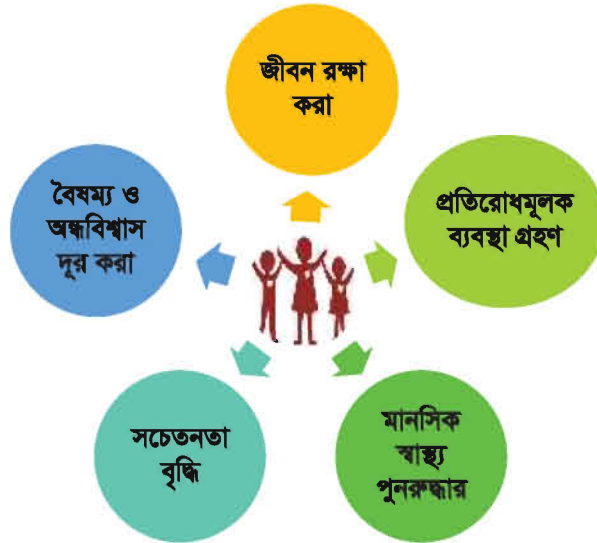 জীবন রক্ষা
করা
প্রতিরোধমূলক
ব্যবস্থা গ্রহণ
মানসিক
স্বাস্থ্য
পুনরুদ্ধার
সচেতনতা
বৃদ্ধি
বৈষম্য ও
অন্ধবিশ্বাস
দূর করা